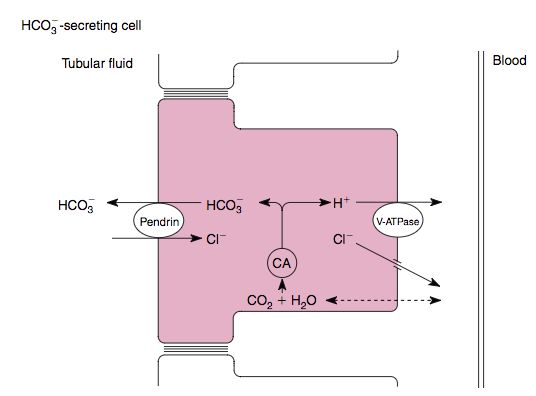 HCO₃⁻-secreting cell
Tubular fluid
Blood
HCO₃⁻
HCO₃⁻
H⁺
Pendrin
V-ATPase
Cl⁻
Cl⁻
CA
CO₂ + H₂O